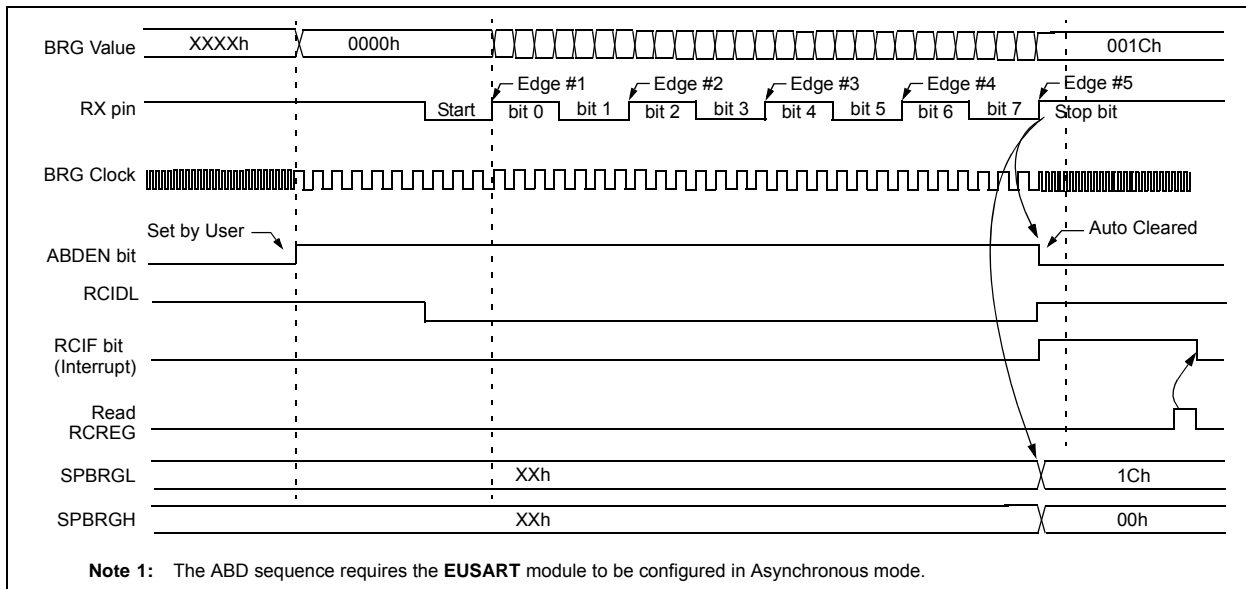 BRG Value XXXXh 0000h 001Ch
Edge #1 Edge #2 Edge #3 Edge #4 Edge #5
RX pin Start bit 0 bit 1 bit 2 bit 3 bit 4 bit 5 bit 6 bit 7 Stop bit
BRG Clock
Set by User Auto Cleared
ABDEN bit
RCIDL
RCIF bit
(Interrupt)
Read
RCREG
SPBRGL XXh 1Ch
SPBRGH XXh 00h
Note 1: The ABD sequence requires the EUSART module to be configured in Asynchronous mode.